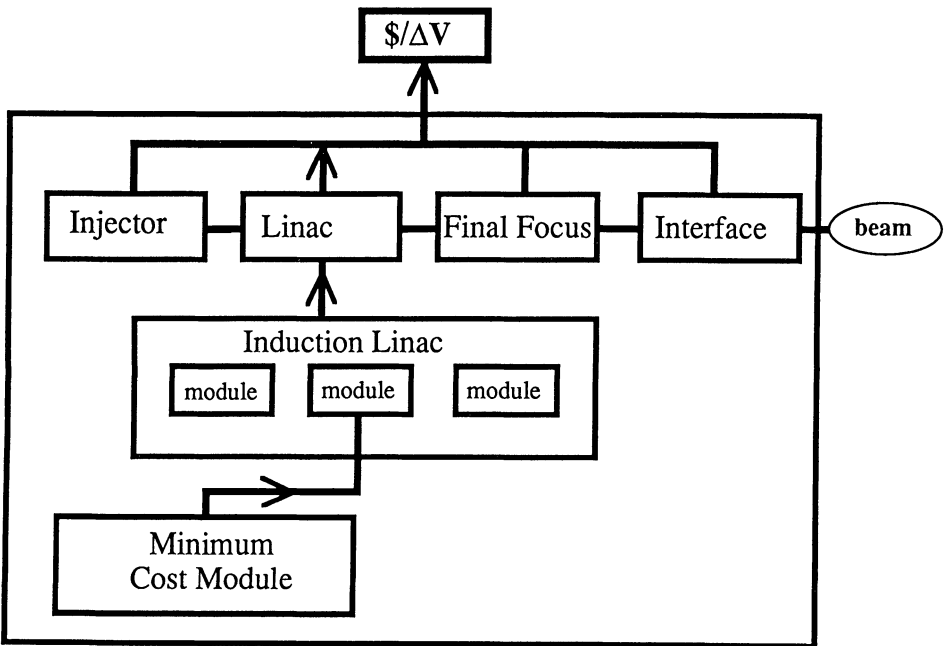 $/ΔV
Injector
Linac
Final Focus
Interface
beam
Induction Linac
module
module
module
Minimum
Cost Module